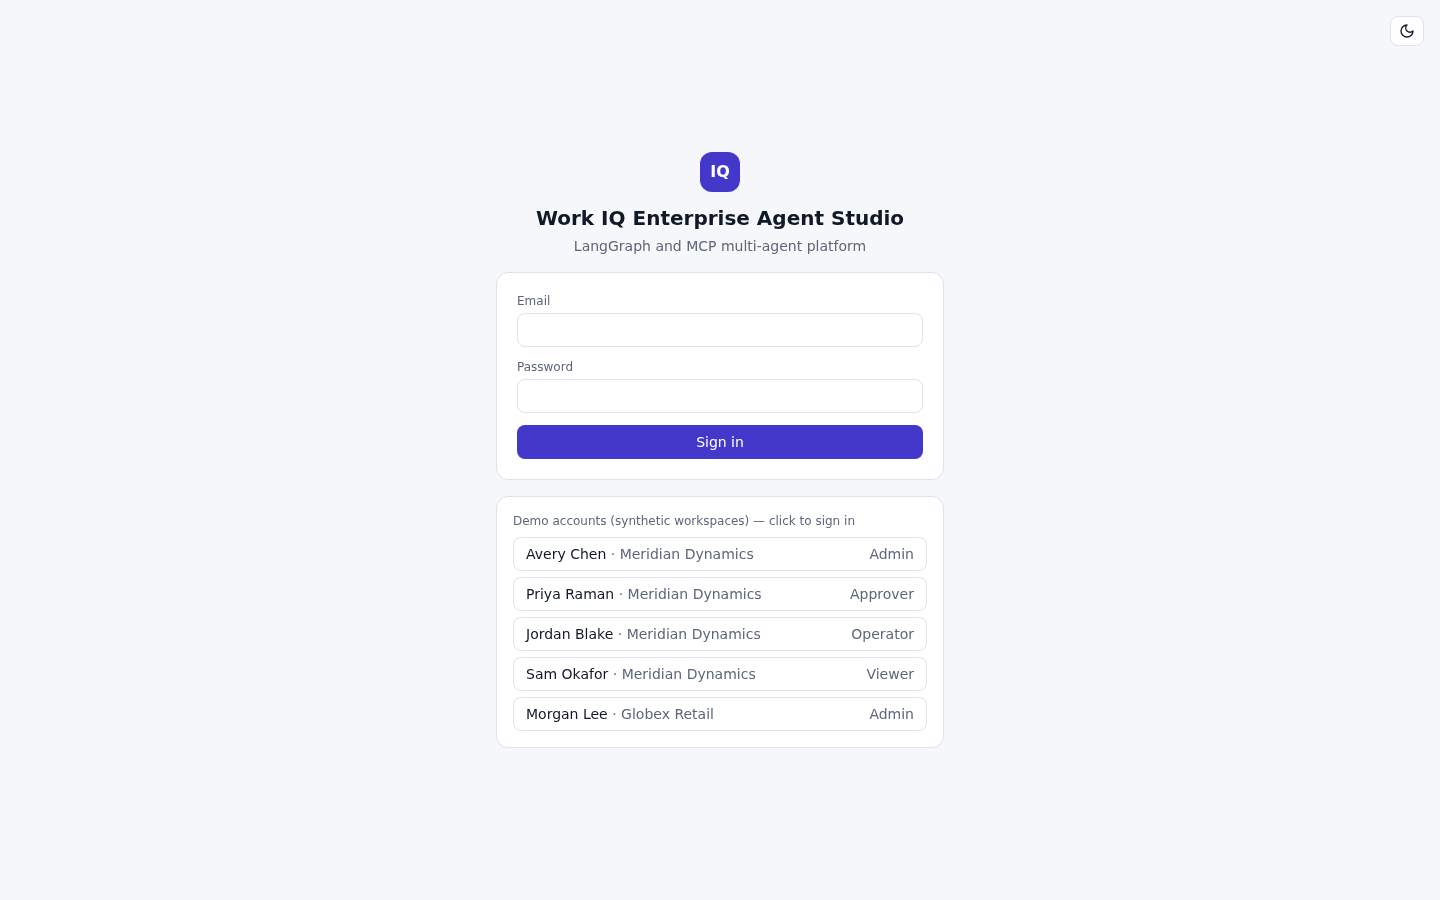 IQ
Work IQ Enterprise Agent Studio
LangGraph and MCP multi-agent platform
Email
Password
Sign in
Demo accounts (synthetic workspaces) — click to sign in
Avery Chen · Meridian Dynamics Admin
Priya Raman · Meridian Dynamics Approver
Jordan Blake · Meridian Dynamics Operator
Sam Okafor · Meridian Dynamics Viewer
Morgan Lee · Globex Retail Admin